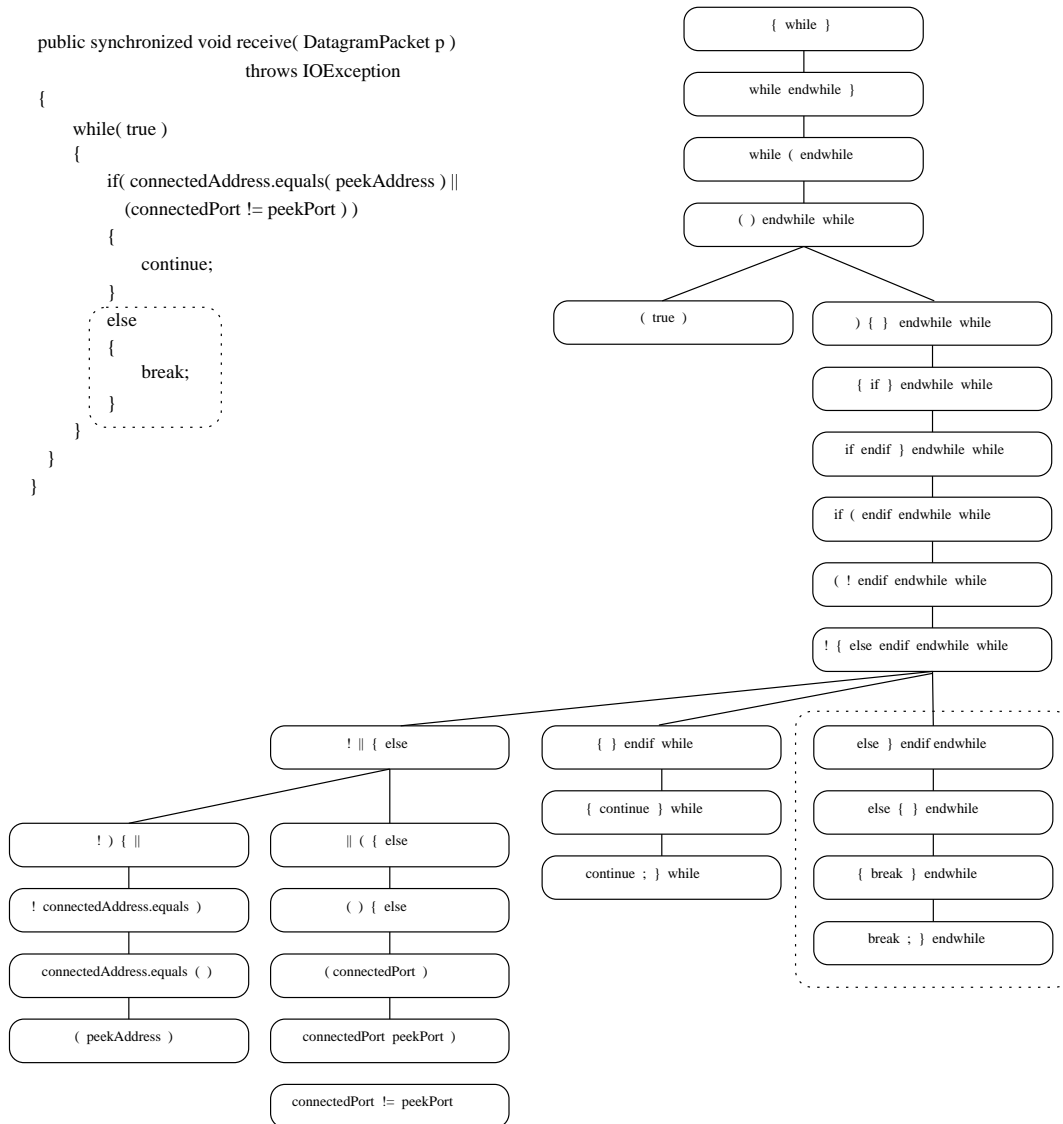 public synchronized void receive( DatagramPacket p )
throws IOException
{
while( true )
{
if( connectedAddress.equals( peekAddress ) ||
(connectedPort != peekPort ) )
{
continue;
}
else
{
break;
}
}
}
}
{ while }
while endwhile }
while ( endwhile
( ) endwhile while
( true )
) { } endwhile while
{ if } endwhile while
if endif } endwhile while
if ( endif endwhile while
( ! endif endwhile while
! { else endif endwhile while
! || { else
{ } endif while
else } endif endwhile
{ continue } while
else { } endwhile
! ) { ||
|| ( { else
continue ; } while
{ break } endwhile
! connectedAddress.equals )
( ) { else
break ; } endwhile
connectedAddress.equals ( )
( connectedPort )
( peekAddress )
connectedPort peekPort )
connectedPort != peekPort